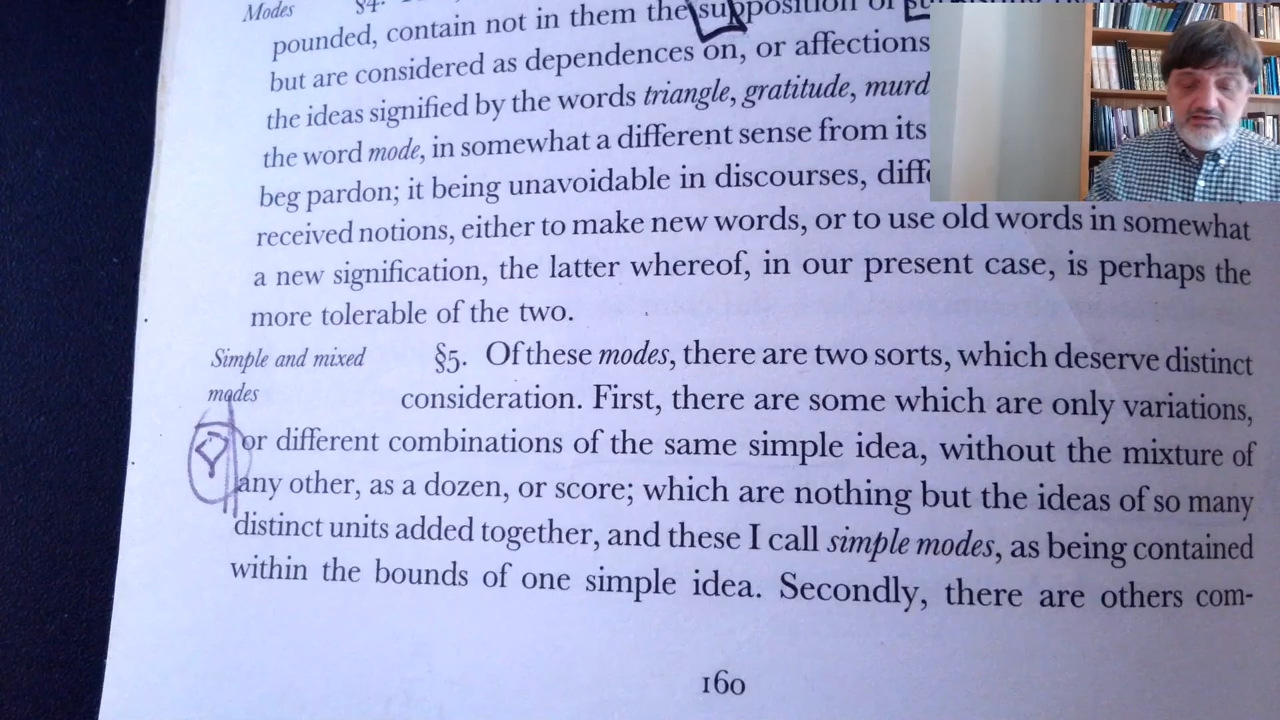 Modes §4.
pounded, contain not in them the supposition of
but are considered as dependences on, or affections
the ideas signified by the words triangle, gratitude, murd
the word mode, in somewhat a different sense from its
beg pardon; it being unavoidable in discourses, diff
received notions, either to make new words, or to use old words in somewhat
a new signification, the latter whereof, in our present case, is perhaps the
more tolerable of the two.
Simple and mixed §5. Of these modes, there are two sorts, which deserve distinct
modes consideration. First, there are some which are only variations,
or different combinations of the same simple idea, without the mixture of
any other, as a dozen, or score; which are nothing but the ideas of so many
distinct units added together, and these I call simple modes, as being contained
within the bounds of one simple idea. Secondly, there are others com-
160